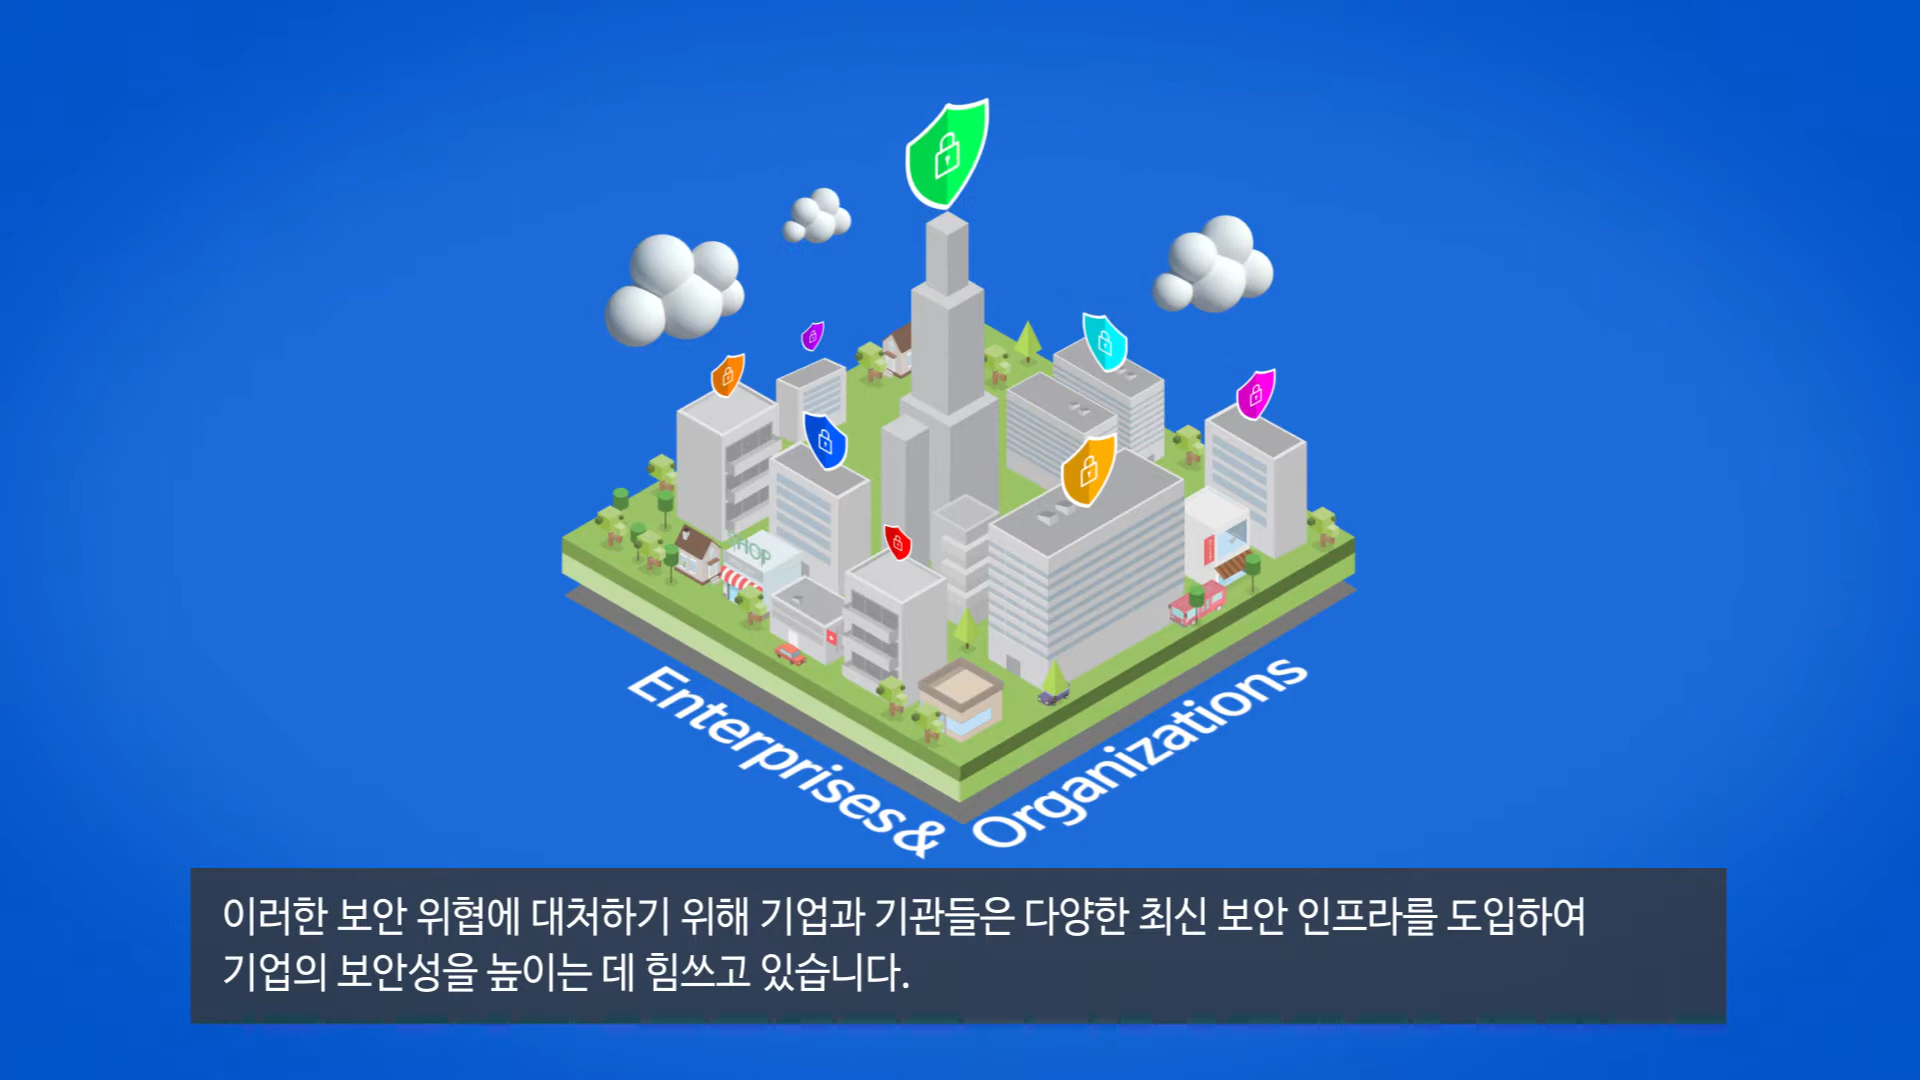 SHOP
Enterprises&
Organizations
이러한 보안 위협에 대처하기 위해 기업과 기관들은 다양한 최신 보안 인프라를 도입하여
기업의 보안성을 높이는 데 힘쓰고 있습니다.